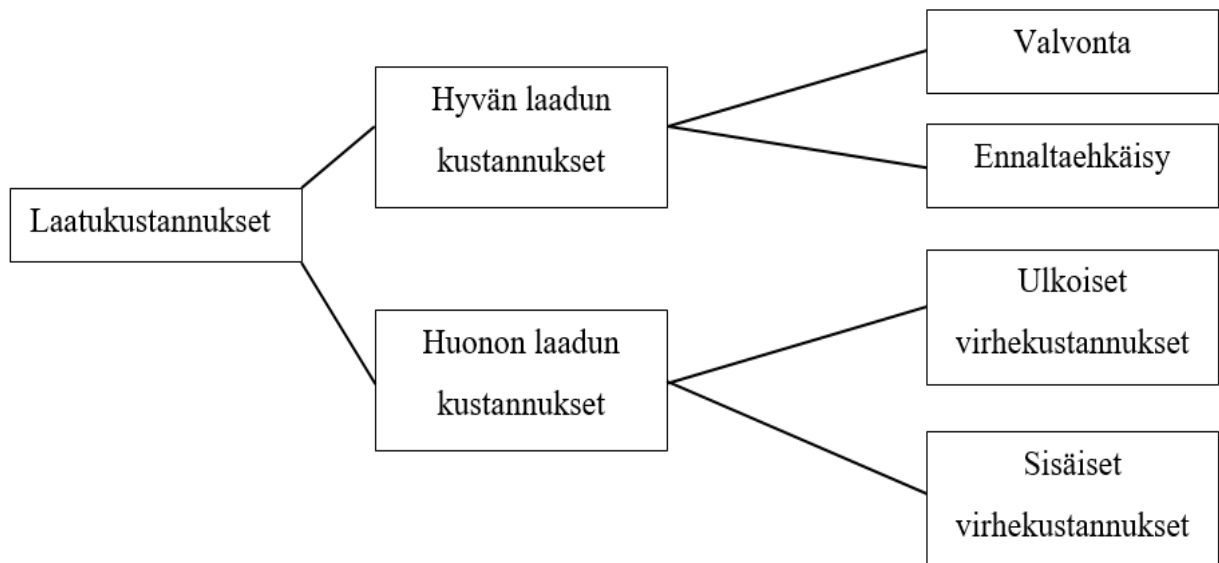 Laatukustannukset
Hyvän laadun
kustannukset
Valvonta
Ennaltaehkäisy
Huonon laadun
kustannukset
Ulkoiset
virhekustannukset
Sisäiset
virhekustannukset